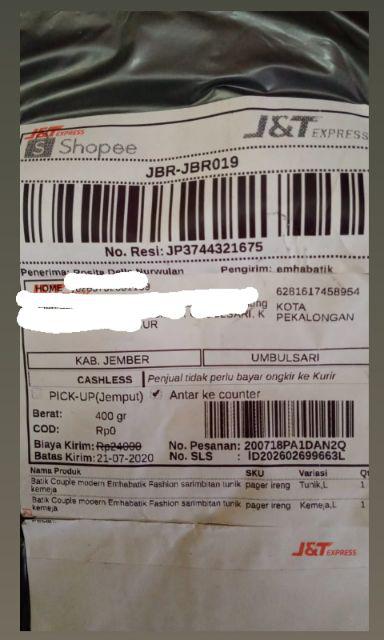 J&T EXPRESS
S Shopee
J&T EXPRESS
JBR-JBR019
No. Resi: JP3744321675
Penerima: Nurwulan
Pengirim: emhabatik
HOME
6281617458954
KOTA
PEKALONGAN
UR
KAB. JEMBER
UMBULSARI
CASHLESS Penjual tidak perlu bayar ongkir ke Kurir
PICK-UP(Jemput) ✔ Antar ke counter
Berat: 400 gr
COD: Rp0
Biaya Kirim: Rp24000 No. Pesanan: 200718PA1DAN2Q
Batas Kirim: 21-07-2020 No. SLS : ID202602699663L
Nama Produk SKU Variasi Qt
Batik Couple modern Emhabatik Fashion sarimbitan tunik pager ireng Tunik,L 1
kemeja
Batik Couple modern Emhabatik Fashion sarimbitan tunik pager ireng Kemeja,L 1
kemeja
J&T EXPRESS